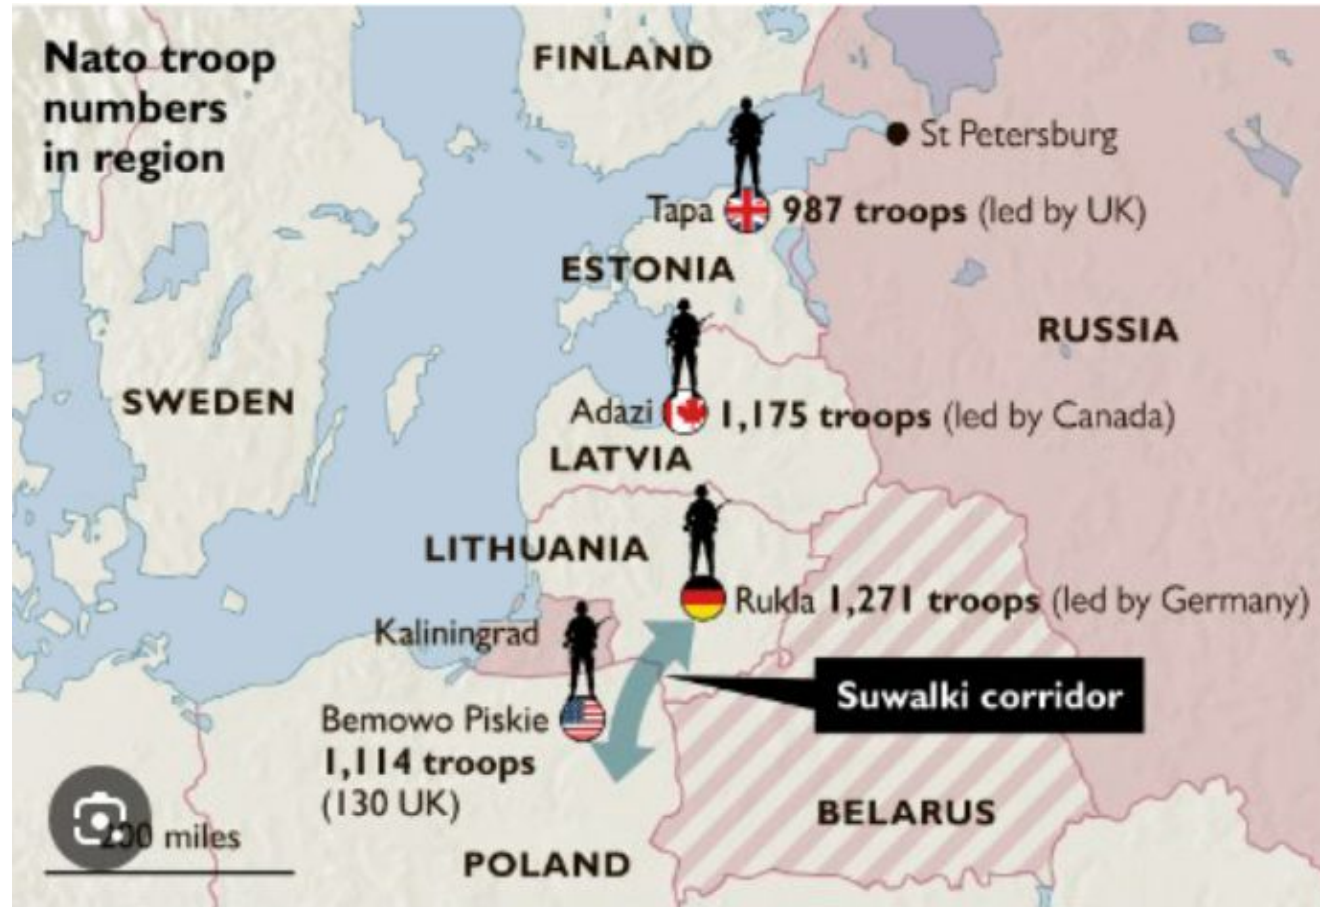 Nato troop
numbers
in region
FINLAND
St Petersburg
Tapa 987 troops (led by UK)
ESTONIA
RUSSIA
SWEDEN
Adazi 1,175 troops (led by Canada)
LATVIA
LITHUANIA
Rukla 1,271 troops (led by Germany)
Kaliningrad
Suwalki corridor
Bemowo Piskie
1,114 troops
(130 UK)
BELARUS
200 miles
POLAND